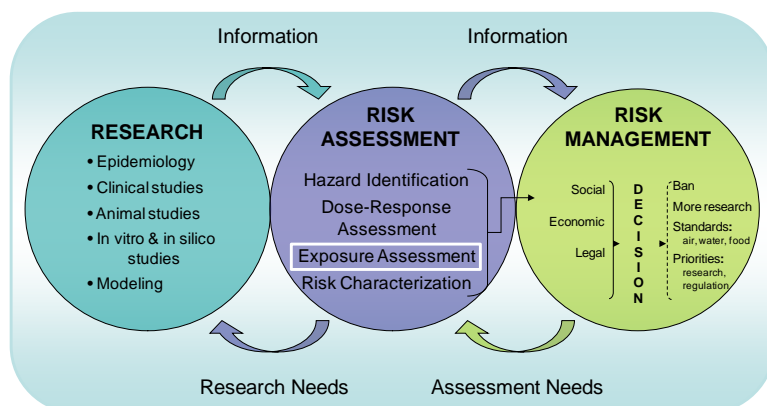 Information
Information
RESEARCH
• Epidemiology
• Clinical studies
• Animal studies
• In vitro & in silico
studies
• Modeling
RISK
ASSESSMENT
Hazard Identification
Dose-Response
Assessment
Exposure Assessment
Risk Characterization
RISK
MANAGEMENT
Social
Economic
Legal
D
E
C
I
S
I
O
N
Ban
More research
Standards:
air, water, food
Priorities:
research,
regulation
Research Needs
Assessment Needs